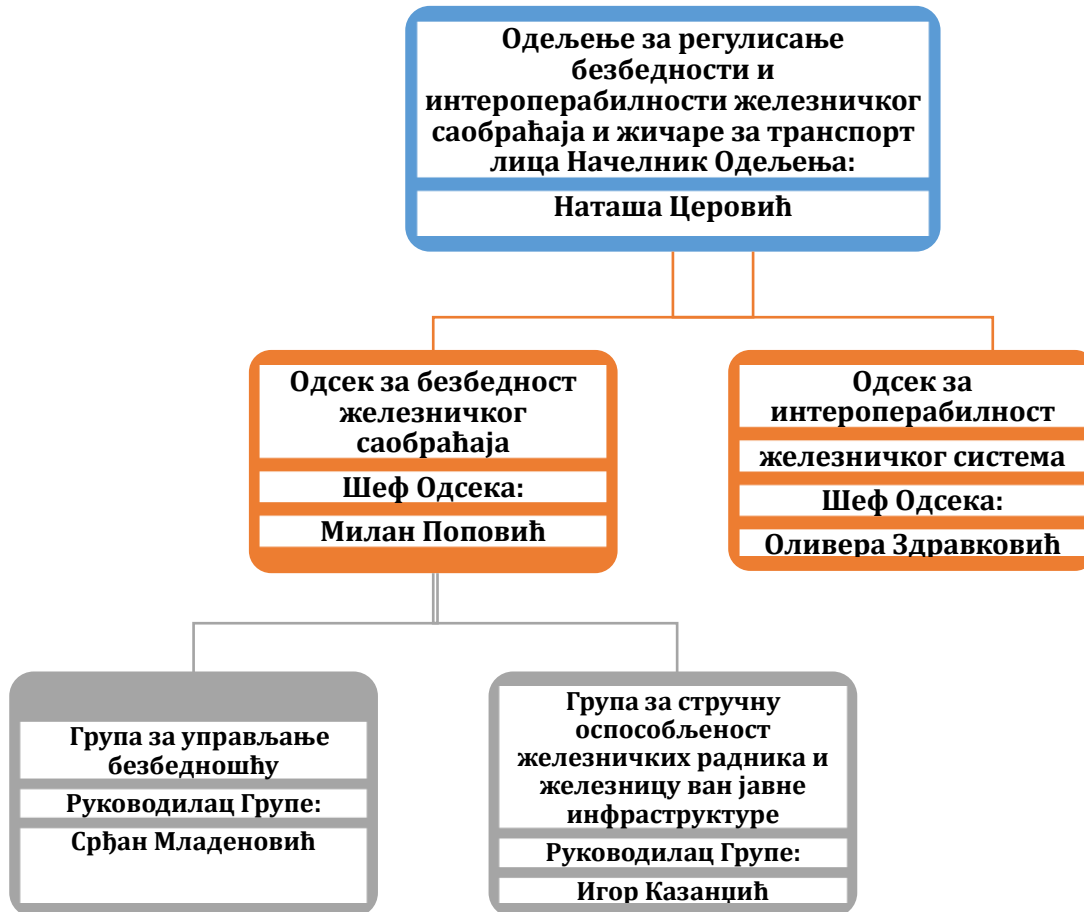 Одељење за регулисање
безбедности и
интероперабилности железничког
саобраћаја и жичаре за транспорт
лица Начелник Одељења:
Наташа Церовић
Одсек за безбедност
железничког
саобраћаја
Шеф Одсека:
Милан Поповић
Одсек за
интероперабилност
железничког система
Шеф Одсека:
Оливера Здравковић
Група за управљање
безбедношћу
Руководилац Групе:
Срђан Младеновић
Група за стручну
оспособљеност
железничких радника и
железницу ван јавне
инфраструктуре
Руководилац Групе:
Игор Казанџић